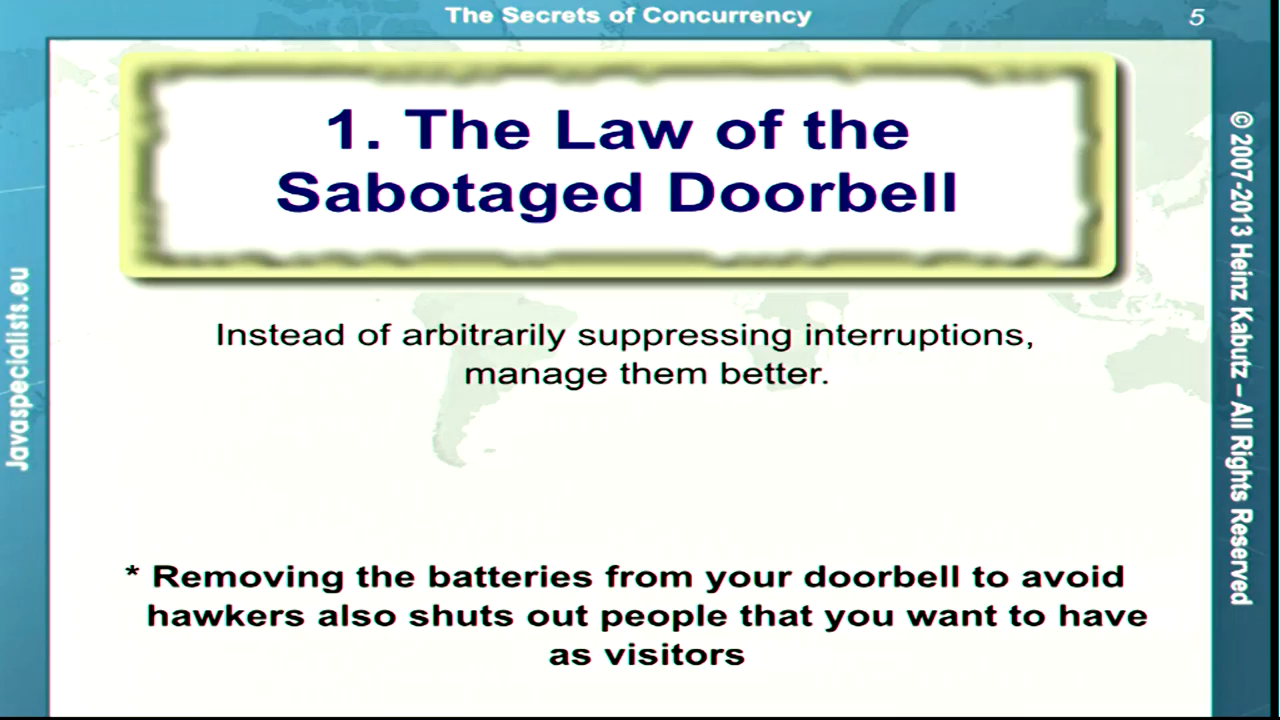 The Secrets of Concurrency
5
1. The Law of the
Sabotaged Doorbell
Instead of arbitrarily suppressing interruptions,
manage them better.
* Removing the batteries from your doorbell to avoid
hawkers also shuts out people that you want to have
as visitors
Javaspecialists.eu
© 2007-2013 Heinz Kabutz – All Rights Reserved